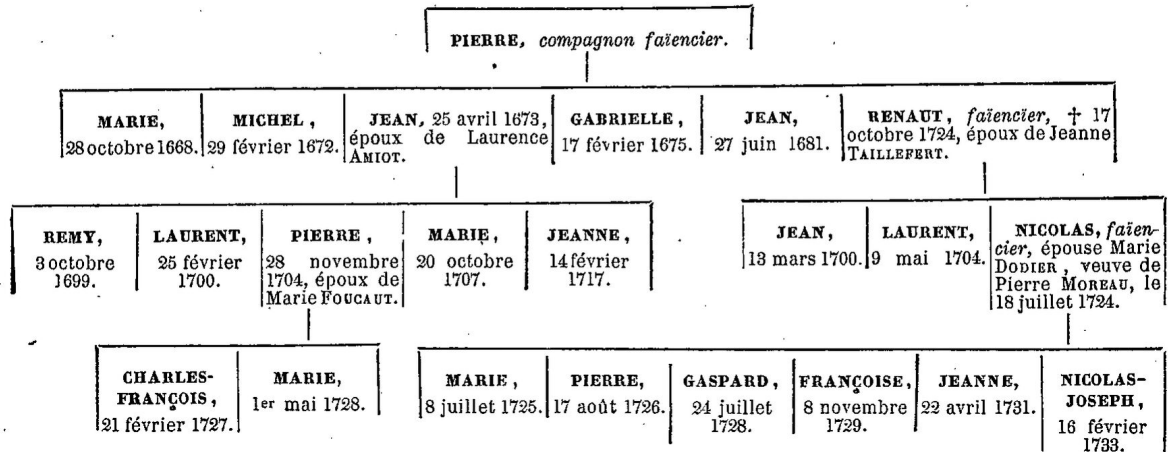 PIERRE, compagnon faïencier.
MARIE,
28 octobre 1668.
MICHEL,
29 février 1672.
JEAN, 25 avril 1673,
époux de Laurence
AMIOT.
GABRIELLE,
17 février 1675.
JEAN,
27 juin 1681.
RENAUT, faïencier, † 17
octobre 1724, époux de Jeanne
TAILLEFERT.
REMY,
3 octobre
1699.
LAURENT,
25 février
1700.
PIERRE,
28 novembre
1704, époux de
Marie FOUCAUT.
MARIE,
20 octobre
1707.
JEANNE,
14 février
1717.
JEAN,
13 mars 1700.
LAURENT,
9 mai 1704.
NICOLAS, faïen-
cier, épouse Marie
DODIER, veuve de
Pierre MOREAU, le
18 juillet 1724.
CHARLES-
FRANÇOIS,
21 février 1727.
MARIE,
1er mai 1728.
MARIE,
8 juillet 1725.
PIERRE,
17 août 1726.
GASPARD,
24 juillet
1728.
FRANÇOISE,
8 novembre
1729.
JEANNE,
22 avril 1731.
NICOLAS-
JOSEPH,
16 février
1733.